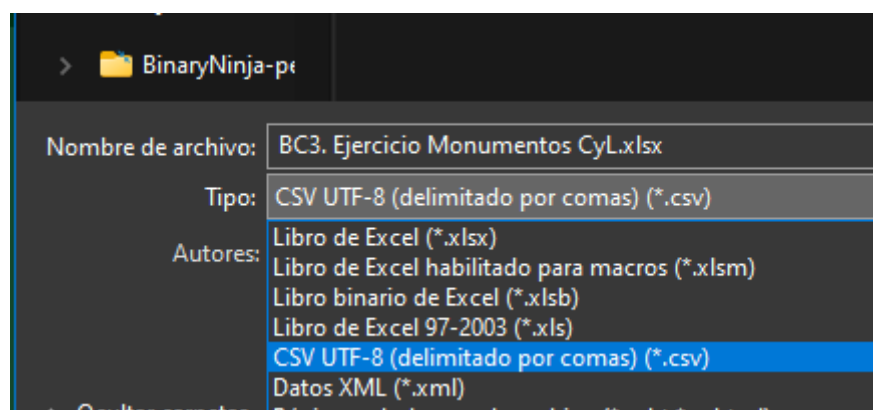 BinaryNinja-pe
Nombre de archivo: BC3. Ejercicio Monumentos CyL.xlsx
Tipo: CSV UTF-8 (delimitado por comas) (*.csv)
Autores:
Libro de Excel (*.xlsx)
Libro de Excel habilitado para macros (*.xlsm)
Libro binario de Excel (*.xlsb)
Libro de Excel 97-2003 (*.xls)
CSV UTF-8 (delimitado por comas) (*.csv)
Datos XML (*.xml)